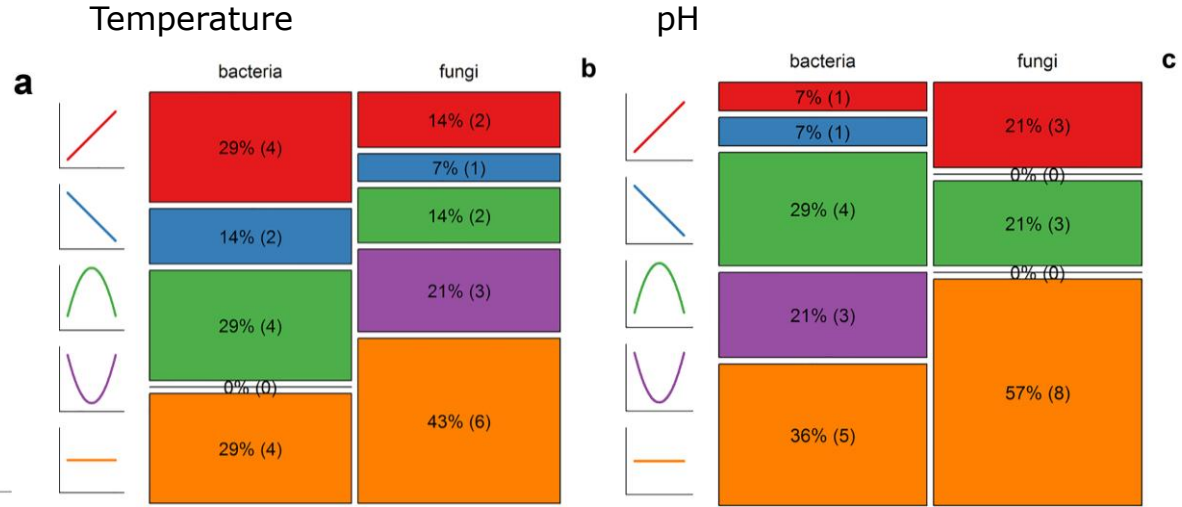 Temperature
pH
a
bacteria
fungi
29% (4)
14% (2)
29% (4)
0% (0)
29% (4)
14% (2)
7% (1)
14% (2)
21% (3)
43% (6)
b
bacteria
fungi
7% (1)
7% (1)
29% (4)
21% (3)
36% (5)
21% (3)
0% (0)
21% (3)
0% (0)
57% (8)
c